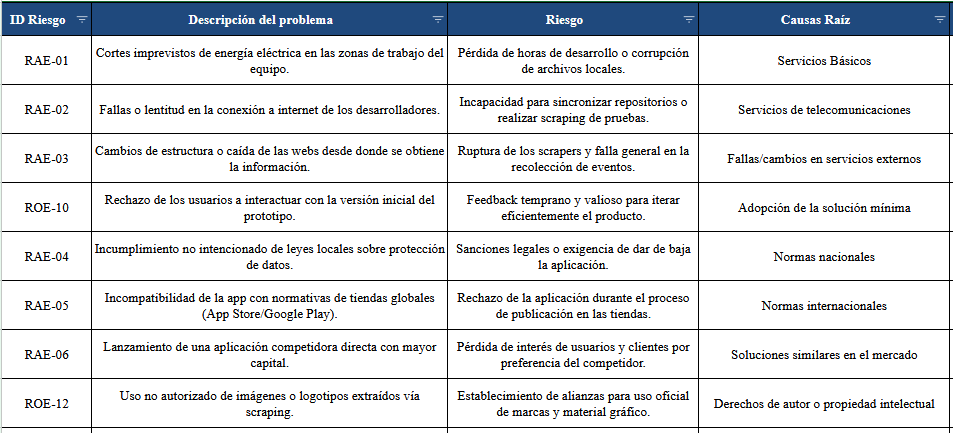 ID Riesgo Descripción del problema Riesgo Causas Raíz
RAE-01
Cortes imprevistos de energía eléctrica en las zonas de trabajo del
equipo.
Pérdida de horas de desarrollo o corrupción
de archivos locales.
Servicios Básicos
RAE-02
Fallas o lentitud en la conexión a internet de los desarrolladores.
Incapacidad para sincronizar repositorios o
realizar scraping de pruebas.
Servicios de telecomunicaciones
RAE-03
Cambios de estructura o caída de las webs desde donde se obtiene
la información.
Ruptura de los scrapers y falla general en la
recolección de eventos.
Fallas/cambios en servicios externos
ROE-10
Rechazo de los usuarios a interactuar con la versión inicial del
prototipo.
Feedback temprano y valioso para iterar
eficientemente el producto.
Adopción de la solución mínima
RAE-04
Incumplimiento no intencionado de leyes locales sobre protección
de datos.
Sanciones legales o exigencia de dar de baja
la aplicación.
Normas nacionales
RAE-05
Incompatibilidad de la app con normativas de tiendas globales
(App Store/Google Play).
Rechazo de la aplicación durante el proceso
de publicación en las tiendas.
Normas internacionales
RAE-06
Lanzamiento de una aplicación competidora directa con mayor
capital.
Pérdida de interés de usuarios y clientes por
preferencia del competidor.
Soluciones similares en el mercado
ROE-12
Uso no autorizado de imágenes o logotipos extraídos vía
scraping.
Establecimiento de alianzas para uso oficial
de marcas y material gráfico.
Derechos de autor o propiedad intelectual